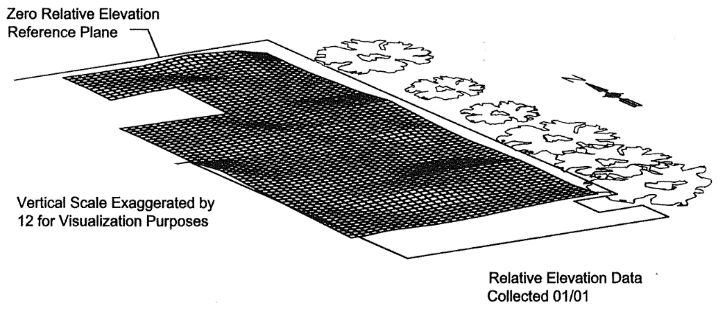 Zero Relative Elevation
Reference Plane
N
Vertical Scale Exaggerated by
12 for Visualization Purposes
Relative Elevation Data
Collected 01/01